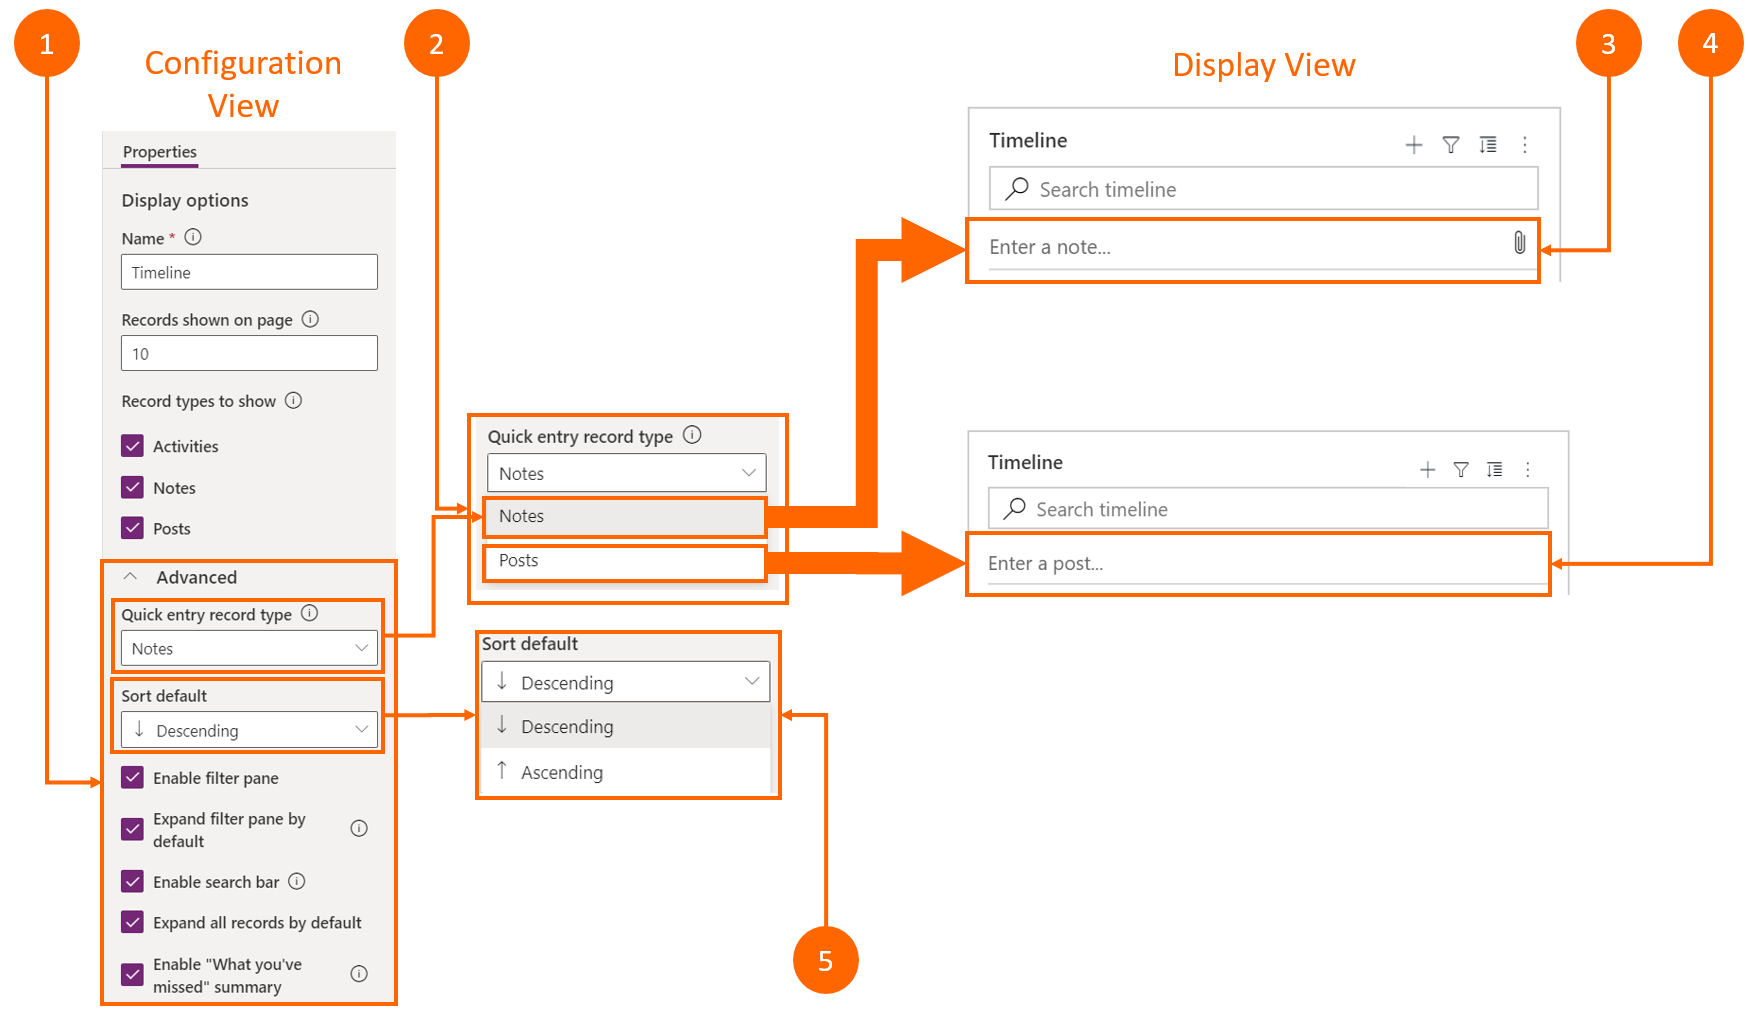 1
Configuration
View
2
Display View
3
4
Properties
Display options
Name *
Timeline
Records shown on page
10
Record types to show
Activities
Notes
Posts
Advanced
Quick entry record type
Notes
Sort default
Descending
Enable filter pane
Expand filter pane by
default
Enable search bar
Expand all records by default
Enable "What you've
missed" summary
Quick entry record type
Notes
Notes
Posts
Sort default
Descending
Descending
Ascending
5
Timeline
Search timeline
Enter a note...
Timeline
Search timeline
Enter a post...